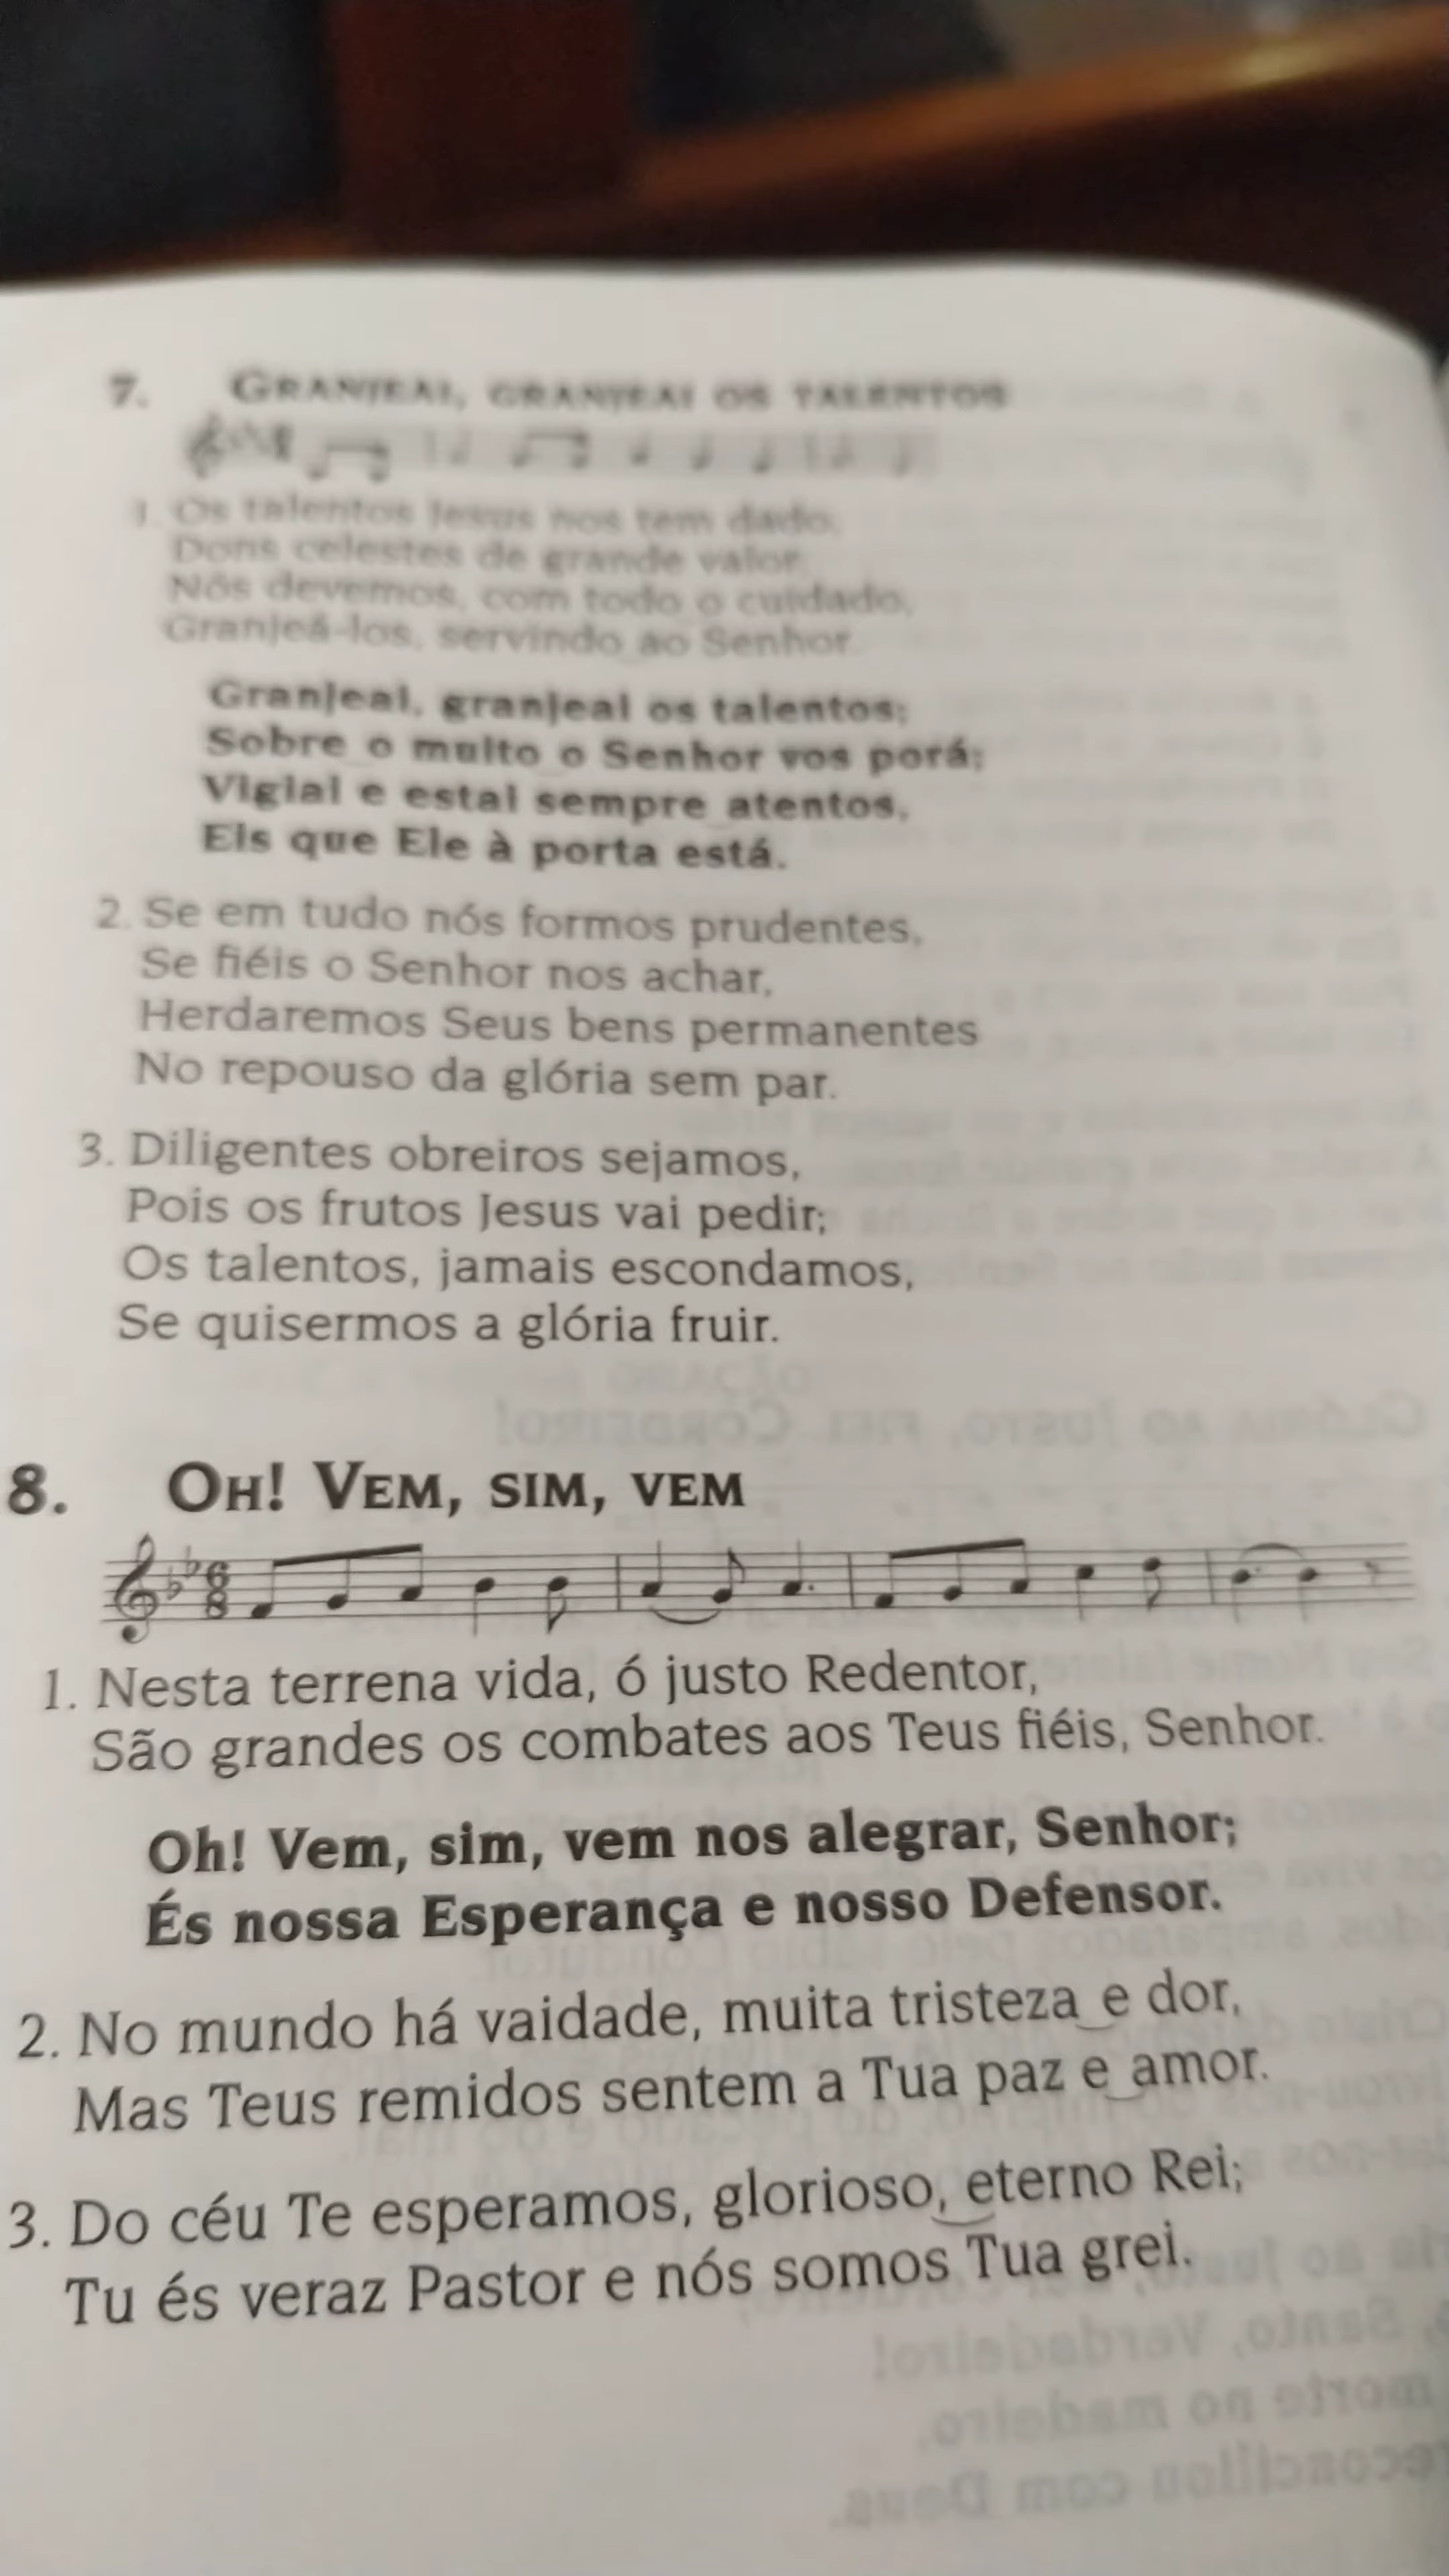 7. GRANJEAI, GRANJEAI OS TALENTOS
1. Os talentos Jesus nos tem dado,
Dons celestes de grande valor;
Nós devemos, com todo o cuidado,
Granjeá-los, servindo ao Senhor.
Granjeai, granjeai os talentos;
Sobre o muito o Senhor vos porá;
Vigiai e estai sempre atentos,
Eis que Ele à porta está.
2. Se em tudo nós formos prudentes,
Se fiéis o Senhor nos achar,
Herdaremos Seus bens permanentes
No repouso da glória sem par.
3. Diligentes obreiros sejamos,
Pois os frutos Jesus vai pedir;
Os talentos, jamais escondamos,
Se quisermos a glória fruir.
8. OH! VEM, SIM, VEM
6
8
1. Nesta terrena vida, ó justo Redentor,
São grandes os combates aos Teus fiéis, Senhor.
Oh! Vem, sim, vem nos alegrar, Senhor;
És nossa Esperança e nosso Defensor.
2. No mundo há vaidade, muita tristeza‿e dor,
Mas Teus remidos sentem a Tua paz e‿amor.
3. Do céu Te esperamos, glorioso,‿eterno Rei;
Tu és veraz Pastor e nós somos Tua grei.